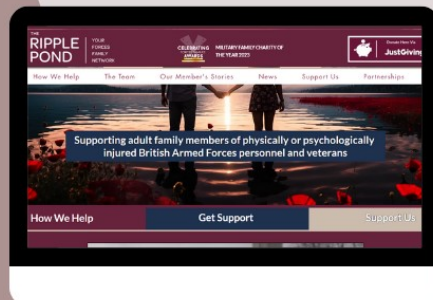 THE
RIPPLE
POND
YOUR
FORCES
FAMILY
NETWORK
CELEBRATING
AWARDS
MILITARY FAMILY CHARITY OF
THE YEAR 2023
Donate Here Via
JustGiving
How We Help The Team Our Member's Stories News Support Us Partnerships
Supporting adult family members of physically or psychologically
injured British Armed Forces personnel and veterans
How We Help Get Support Support Us